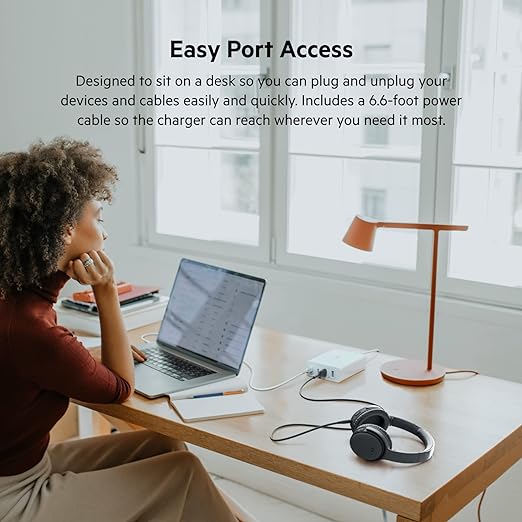 Easy Port Access
Designed to sit on a desk so you can plug and unplug your
devices and cables easily and quickly. Includes a 6.6-foot power
cable so the charger can reach wherever you need it most.